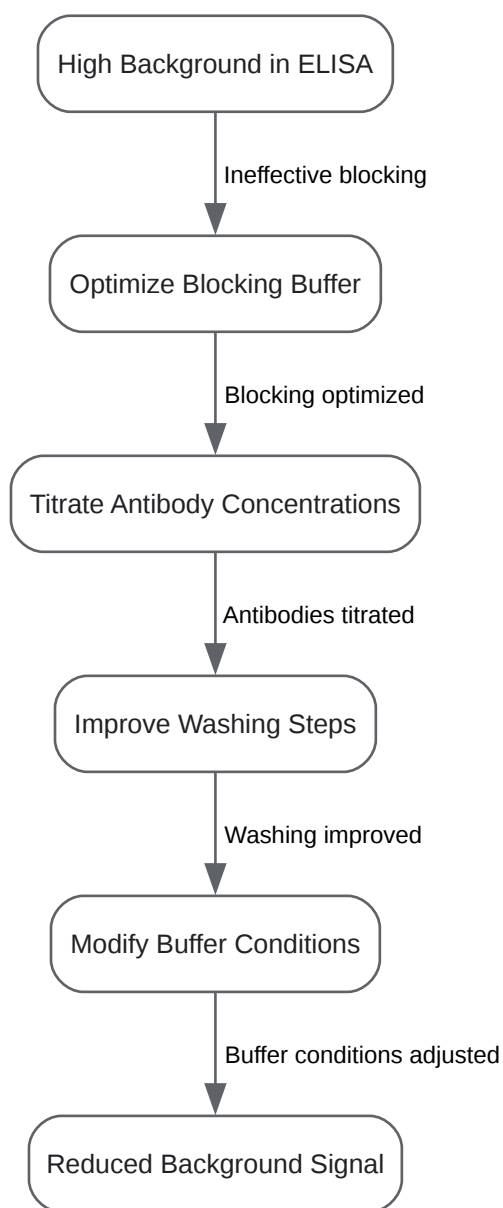 High Background in ELISA
Ineffective blocking
Optimize Blocking Buffer
Blocking optimized
Titrate Antibody Concentrations
Antibodies titrated
Improve Washing Steps
Washing improved
Modify Buffer Conditions
Buffer conditions adjusted
Reduced Background Signal